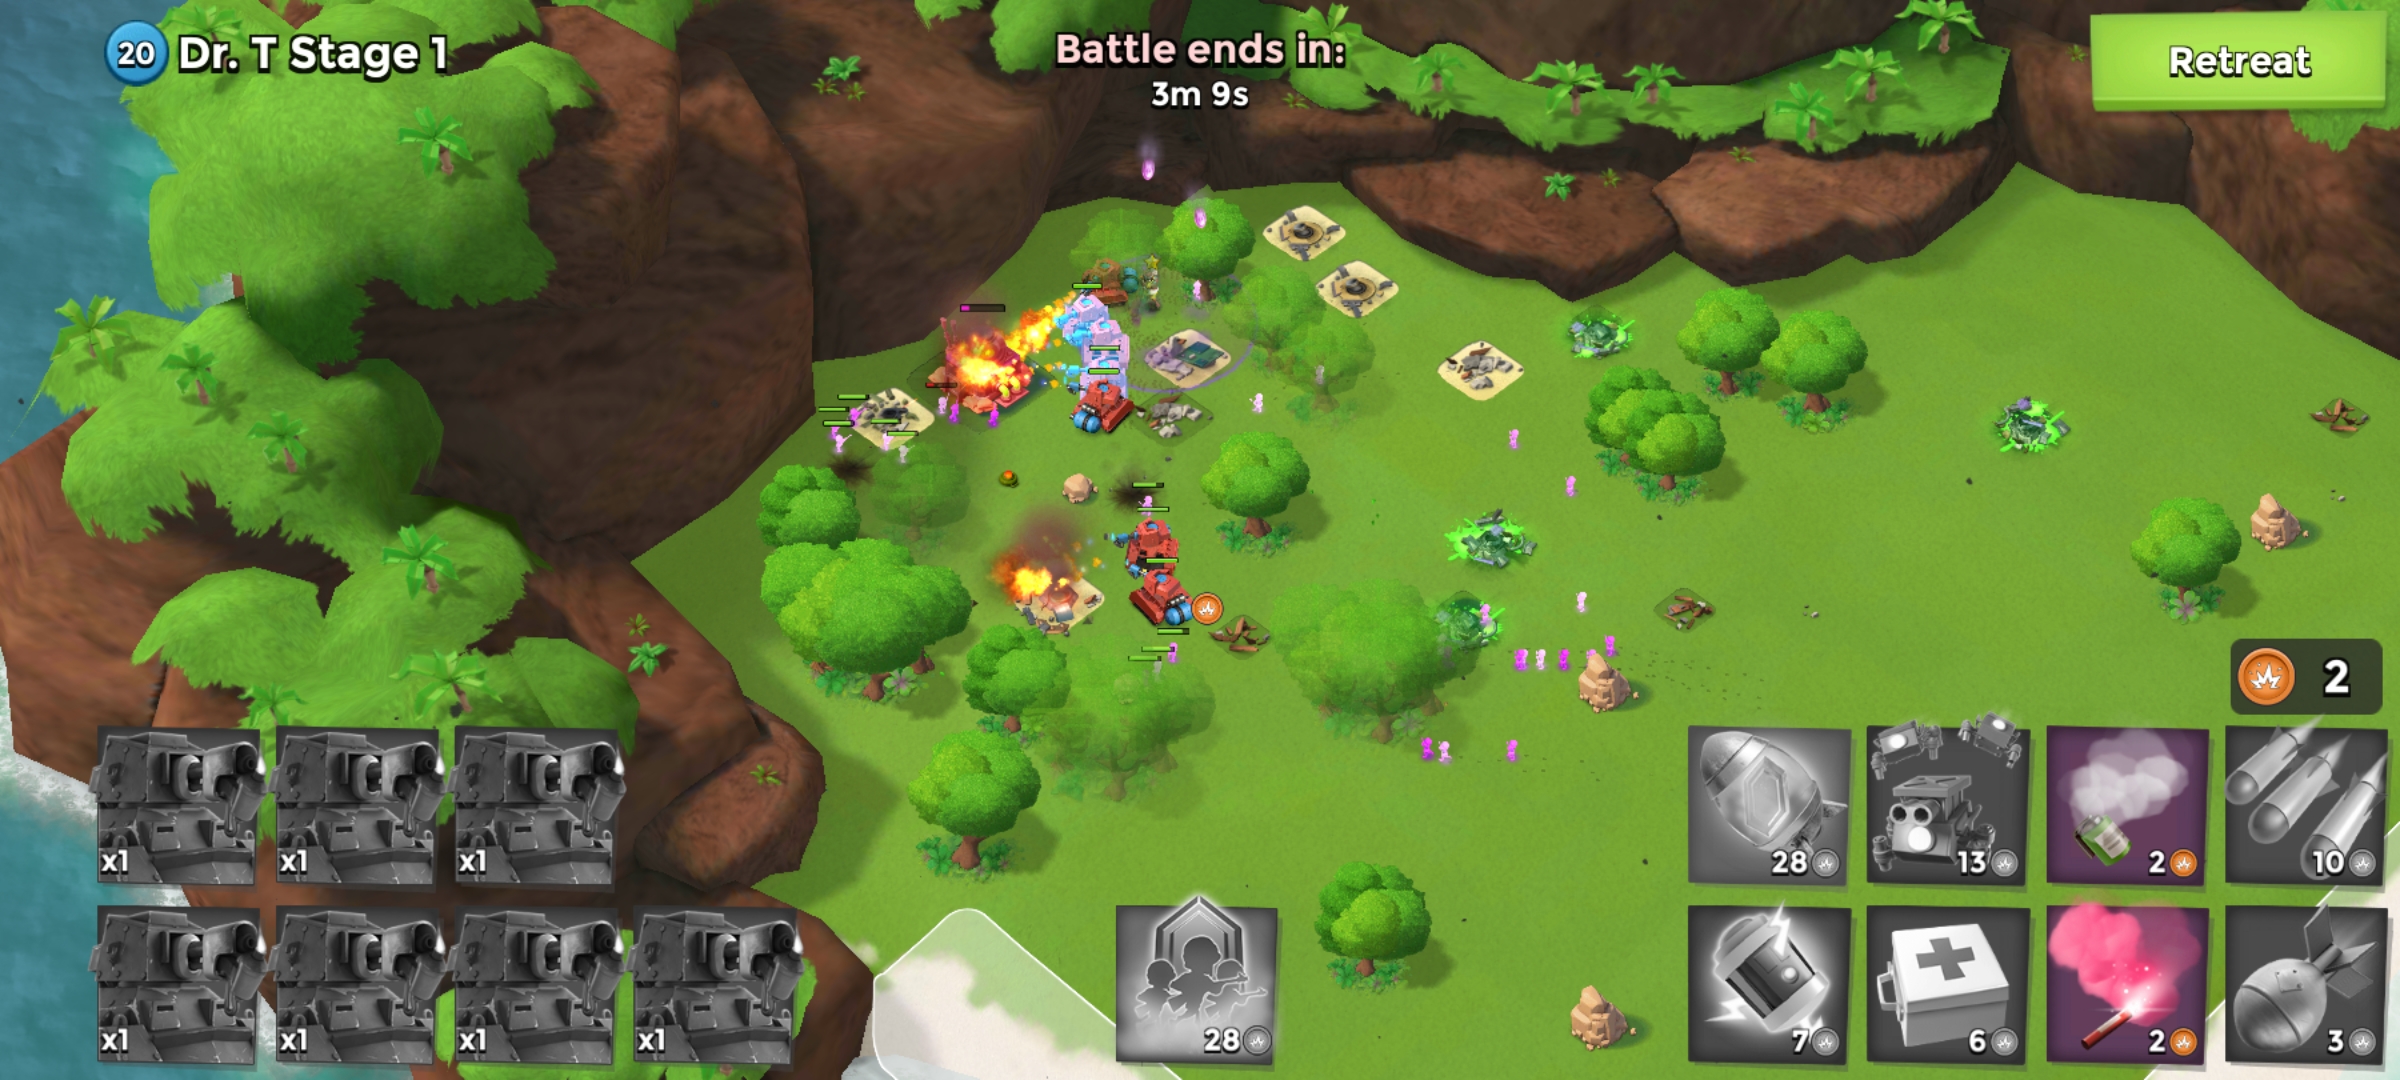 20 Dr. T Stage 1
Battle ends in:
3m 9s
Retreat
2
x1 x1 x1
28 13 2 10
x1 x1 x1 x1
28
7 6 2 3